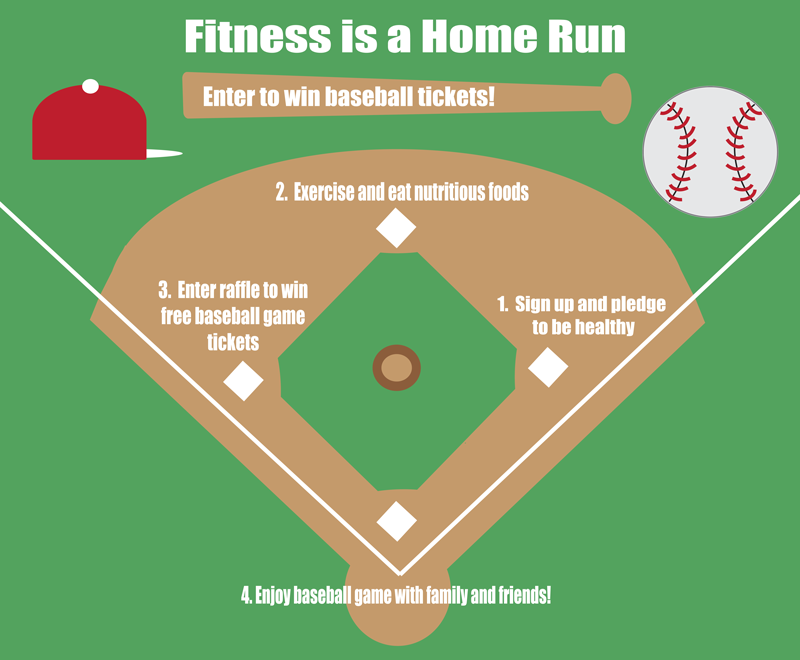 Fitness is a Home Run
Enter to win baseball tickets!
2. Exercise and eat nutritious foods
3. Enter raffle to win
free baseball game
tickets
1. Sign up and pledge
to be healthy
4. Enjoy baseball game with family and friends!